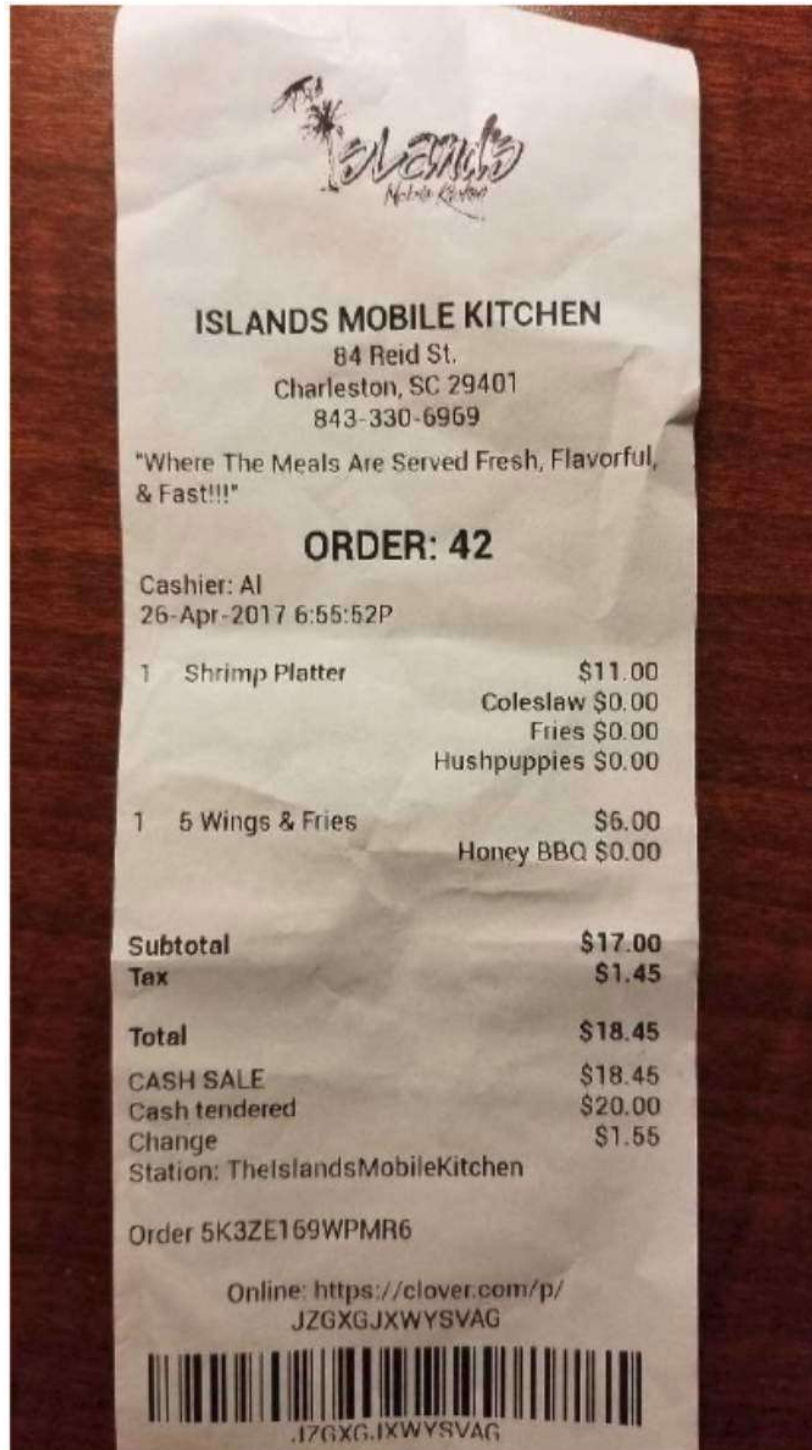 Islands
Mobile Kitchen
ISLANDS MOBILE KITCHEN
84 Reid St.
Charleston, SC 29401
843-330-6969
"Where The Meals Are Served Fresh, Flavorful,
& Fast!!!"
ORDER: 42
Cashier: Al
26-Apr-2017 6:55:52P
1 Shrimp Platter $11.00
Coleslaw $0.00
Fries $0.00
Hushpuppies $0.00
1 5 Wings & Fries $6.00
Honey BBQ $0.00
Subtotal $17.00
Tax $1.45
Total $18.45
CASH SALE $18.45
Cash tendered $20.00
Change $1.55
Station: TheIslandsMobileKitchen
Order 5K3ZE169WPMR6
Online: https://clover.com/p/
JZGXGJXWYSVAG
JZGXGJXWYSVAG